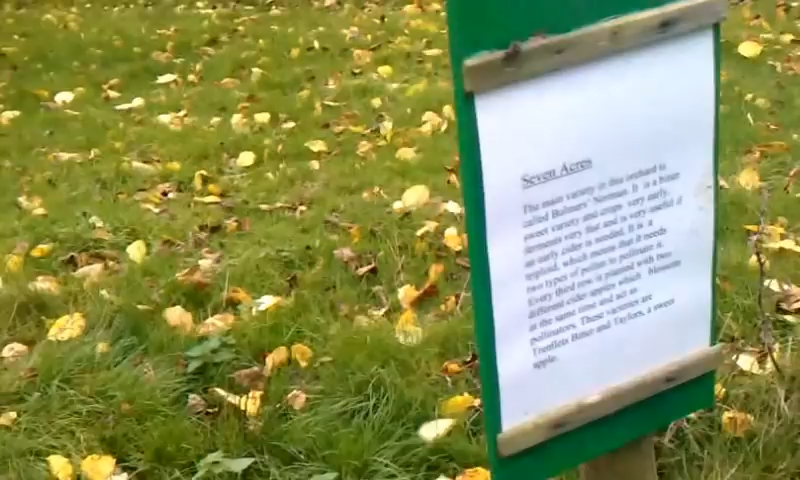 Seven Acres
The main variety in this orchard is
called Bulmers' Norman. It is a bitter
sweet variety and crops very early,
ferments very fast and is very useful if
an early cider is needed. It is a
triploid, which means that it needs
two types of pollen to pollinate it.
Every third row is planted with two
different cider apples which blossom
at the same time and act as
pollinators. These varieties are
Tremletts Bitter and Taylors, a sweet
apple.